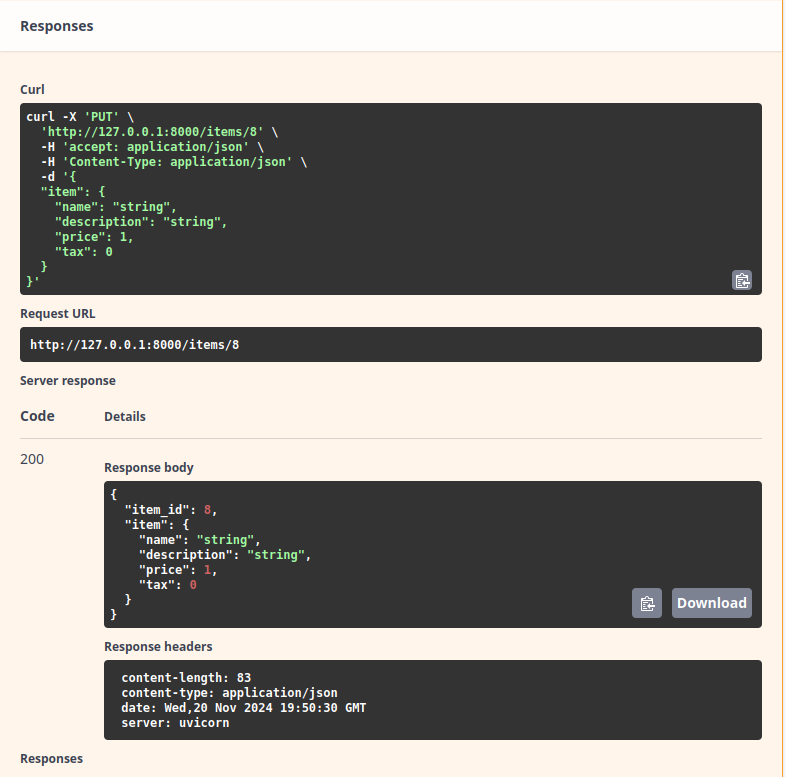 Responses
Curl
curl -X 'PUT' \
  'http://127.0.0.1:8000/items/8' \
  -H 'accept: application/json' \
  -H 'Content-Type: application/json' \
  -d '{
  "item": {
    "name": "string",
    "description": "string",
    "price": 1,
    "tax": 0
  }
}'
Request URL
http://127.0.0.1:8000/items/8
Server response
Code Details
200
Response body
{
  "item_id": 8,
  "item": {
    "name": "string",
    "description": "string",
    "price": 1,
    "tax": 0
  }
}
Download
Response headers
content-length: 83
content-type: application/json
date: Wed,20 Nov 2024 19:50:30 GMT
server: uvicorn
Responses